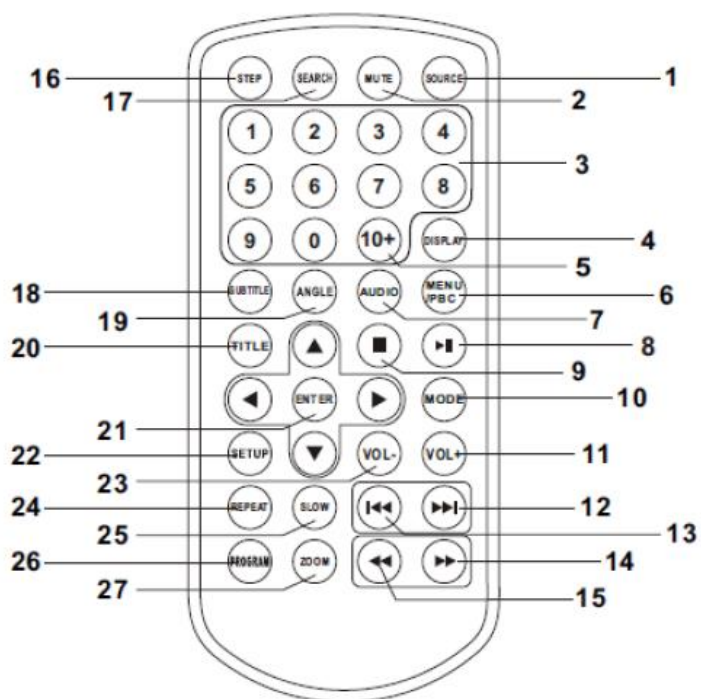 16 STEP SEARCH MUTE SOURCE 1
17 2
1 2 3 4
3
5 6 7 8
9 0 10+ DISPLAY 4
5
18 SUBTITLE ANGLE AUDIO MENU /PBC 6
19 7
20 TITLE 8
9
ENTER MODE 10
21
22 SETUP VOL- VOL+ 11
23
24 REPEAT SLOW 12
25 13
26 PROGRAM ZOOM 14
27 15